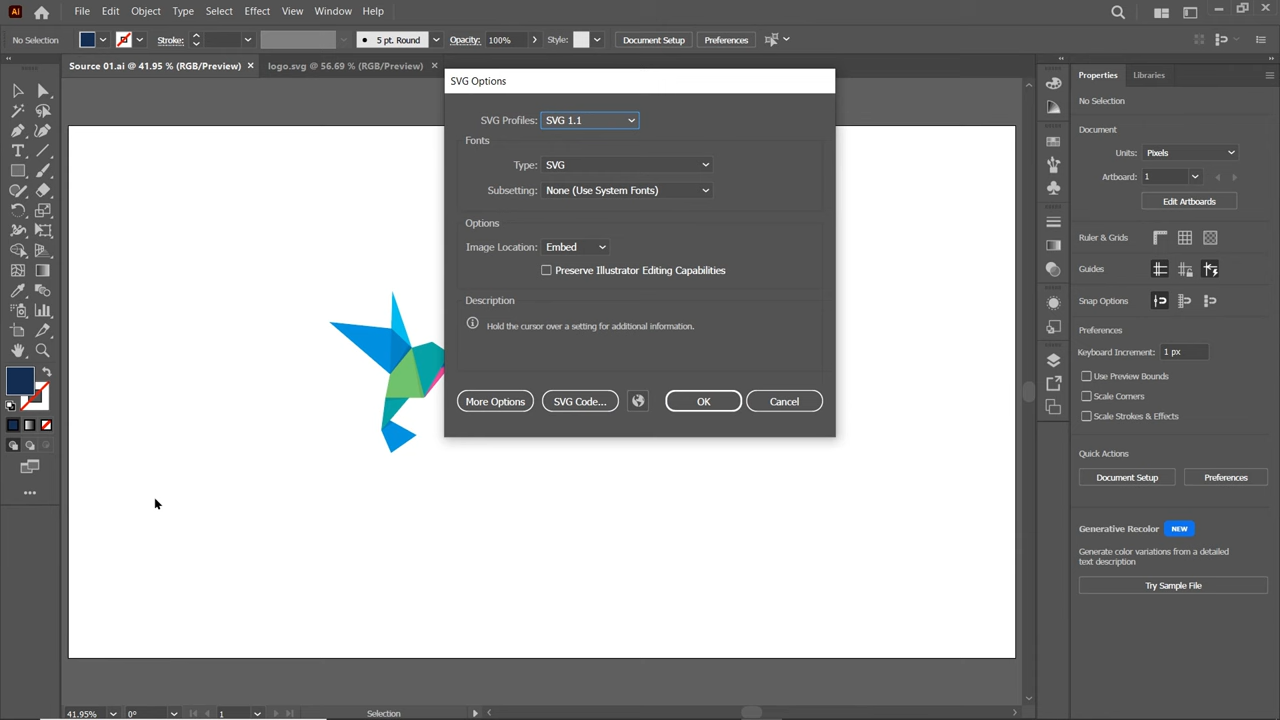 Ai File Edit Object Type Select Effect View Window Help
No Selection Stroke: 5 pt. Round Opacity: 100% Style: Document Setup Preferences
Source 01.ai @ 41.95 % (RGB/Preview) × logo.svg @ 56.69 % (RGB/Preview) ×
SVG Options
SVG Profiles: SVG 1.1
Fonts
Type: SVG
Subsetting: None (Use System Fonts)
Options
Image Location: Embed
Preserve Illustrator Editing Capabilities
Description
Hold the cursor over a setting for additional information.
More Options SVG Code... OK Cancel
Properties Libraries
No Selection
Document
Units: Pixels
Artboard: 1
Edit Artboards
Ruler & Grids
Guides
Snap Options
Preferences
Keyboard Increment: 1 px
Use Preview Bounds
Scale Corners
Scale Strokes & Effects
Quick Actions
Document Setup Preferences
Generative Recolor NEW
Generate color variations from a detailed
text description
Try Sample File
41.95% 0° 1 Selection